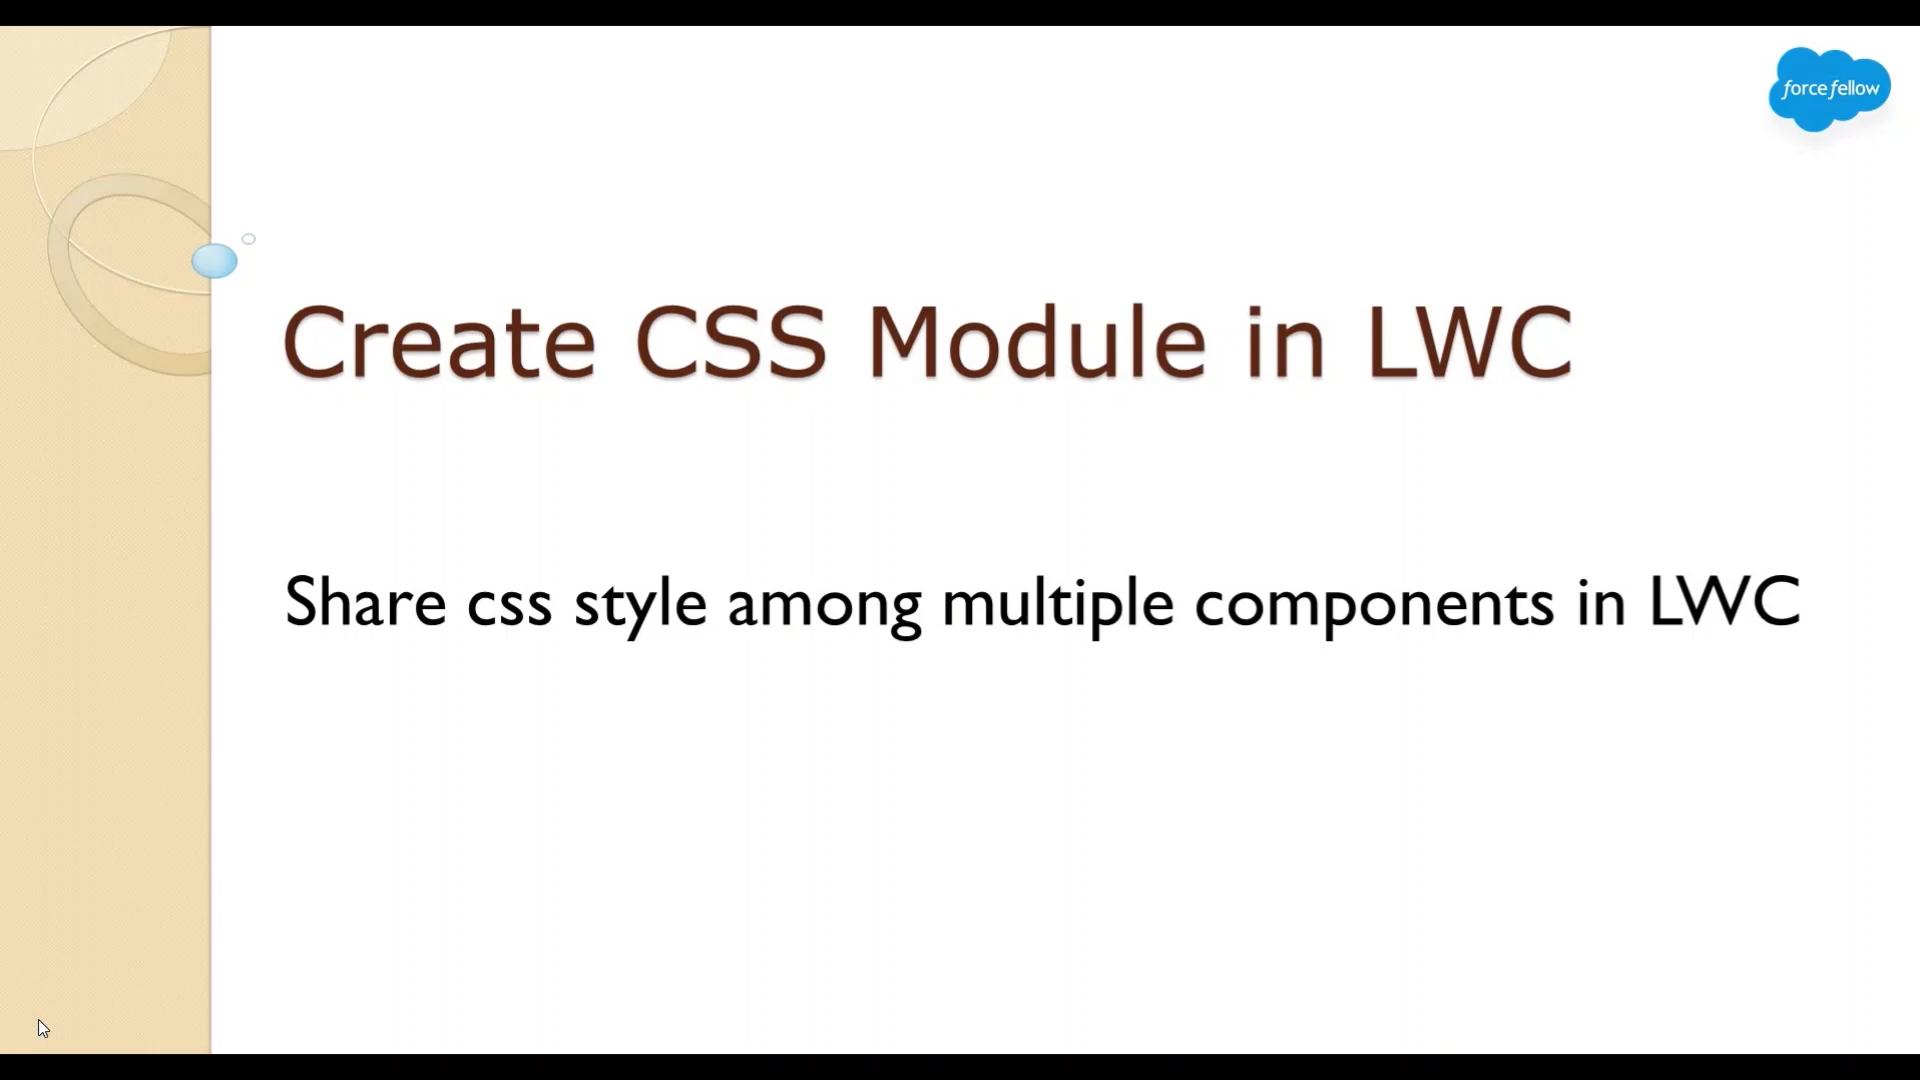 force fellow
Create CSS Module in LWC
Share css style among multiple components in LWC